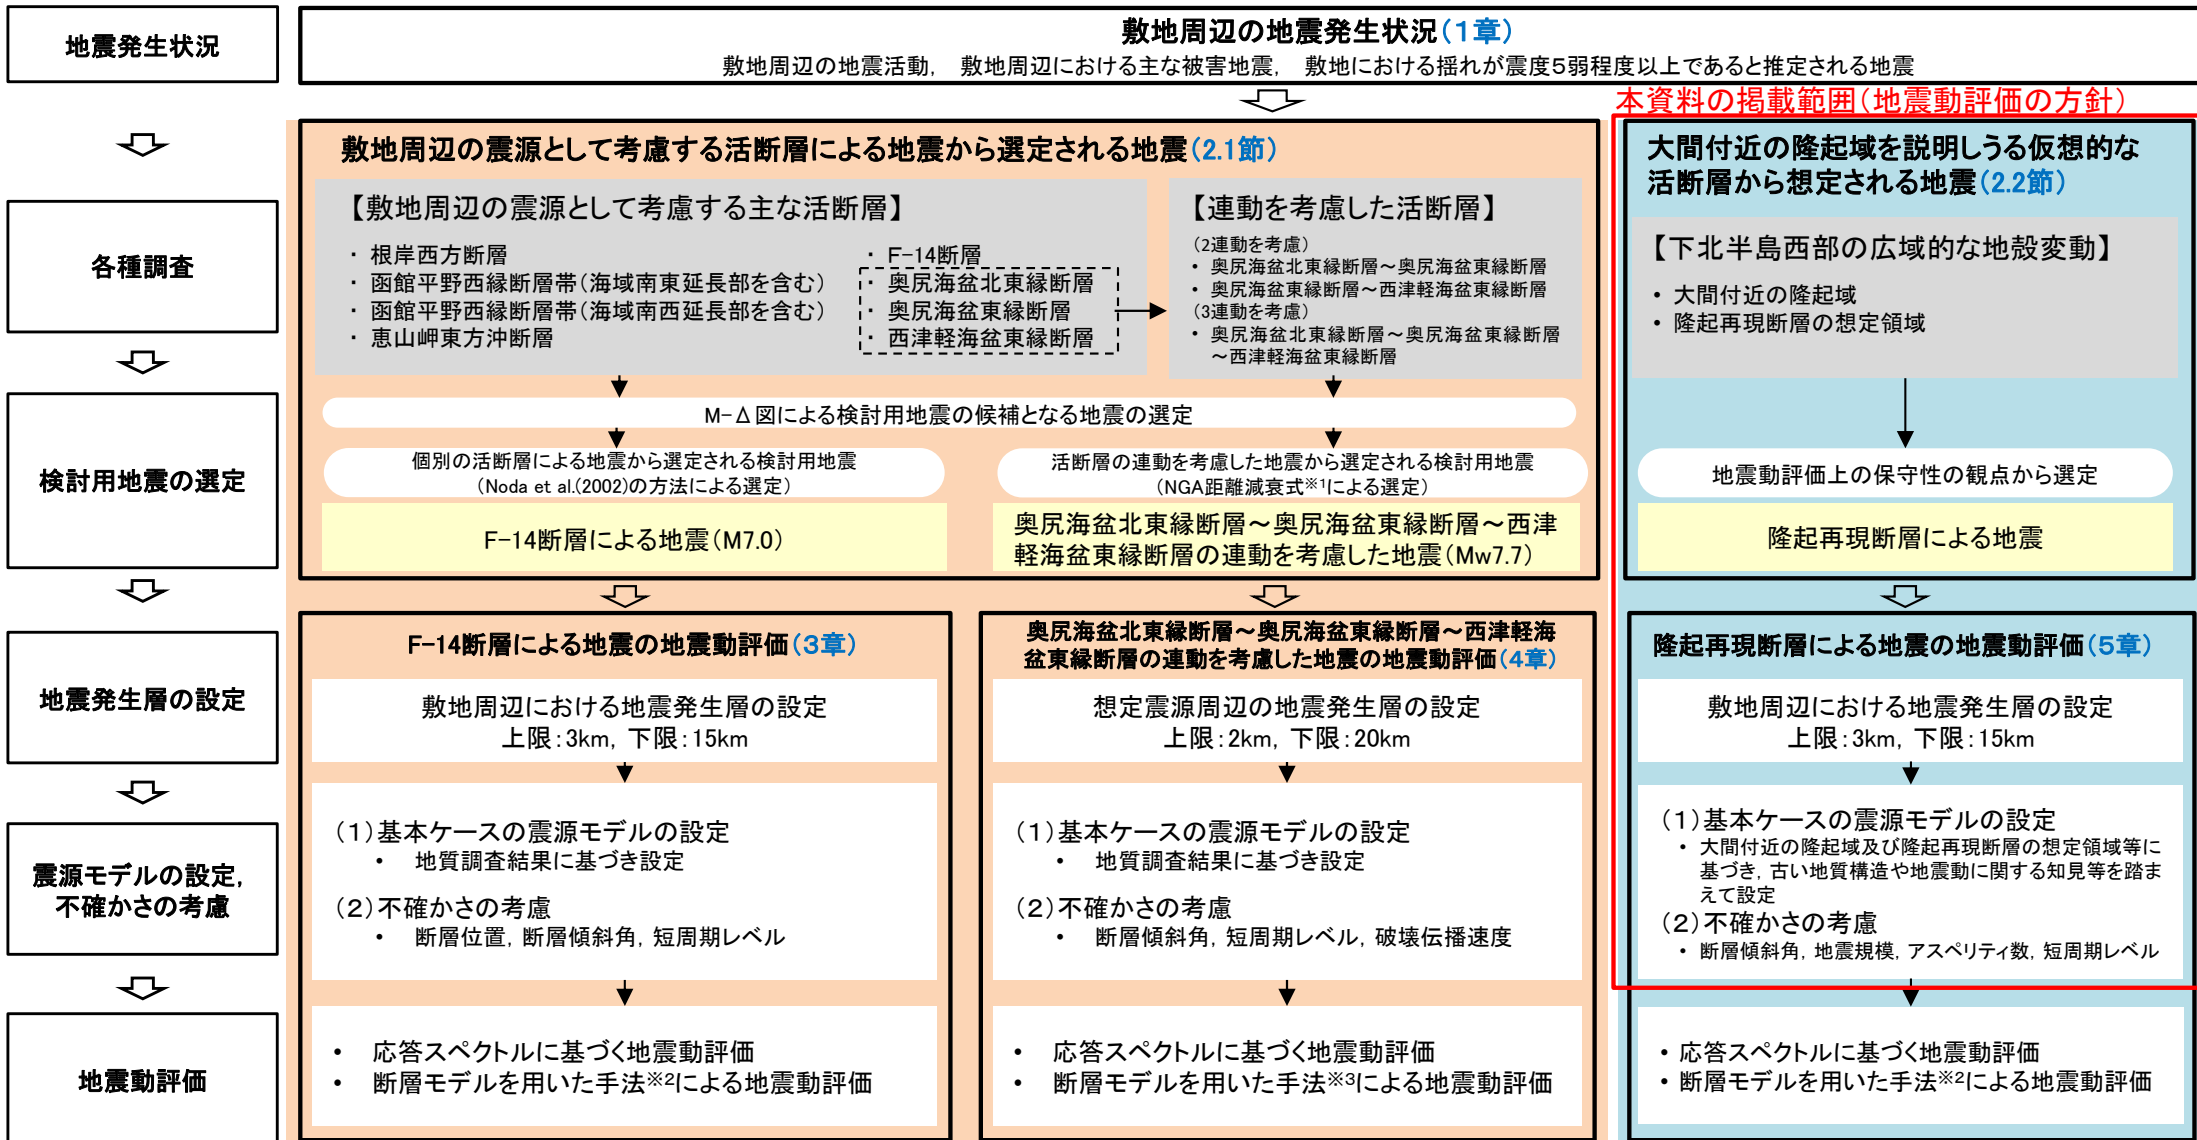 地震発生状況
敷地周辺の地震発生状況(1章)
敷地周辺の地震活動, 敷地周辺における主な被害地震, 敷地における揺れが震度5弱程度以上であると推定される地震
本資料の掲載範囲(地震動評価の方針)
各種調査
敷地周辺の震源として考慮する活断層による地震から選定される地震(2.1節)
【敷地周辺の震源として考慮する主な活断層】
・ 根岸西方断層
・ 函館平野西縁断層帯(海域南東延長部を含む)
・ 函館平野西縁断層帯(海域南西延長部を含む)
・ 恵山岬東方沖断層
・ F-14断層
・ 奥尻海盆北東縁断層
・ 奥尻海盆東縁断層
・ 西津軽海盆東縁断層
【連動を考慮した活断層】
(2連動を考慮)
• 奥尻海盆北東縁断層~奥尻海盆東縁断層
• 奥尻海盆東縁断層~西津軽海盆東縁断層
(3連動を考慮)
• 奥尻海盆北東縁断層~奥尻海盆東縁断層
~西津軽海盆東縁断層
大間付近の隆起域を説明しうる仮想的な
活断層から想定される地震(2.2節)
【下北半島西部の広域的な地殻変動】
• 大間付近の隆起域
• 隆起再現断層の想定領域
検討用地震の選定
M-Δ図による検討用地震の候補となる地震の選定
個別の活断層による地震から選定される検討用地震
(Noda et al.(2002)の方法による選定)
F-14断層による地震(M7.0)
活断層の連動を考慮した地震から選定される検討用地震
(NGA距離減衰式※1による選定)
奥尻海盆北東縁断層~奥尻海盆東縁断層~西津
軽海盆東縁断層の連動を考慮した地震(Mw7.7)
地震動評価上の保守性の観点から選定
隆起再現断層による地震
地震発生層の設定
F-14断層による地震の地震動評価(3章)
敷地周辺における地震発生層の設定
上限:3km, 下限:15km
奥尻海盆北東縁断層~奥尻海盆東縁断層~西津軽海
盆東縁断層の連動を考慮した地震の地震動評価(4章)
想定震源周辺の地震発生層の設定
上限:2km, 下限:20km
隆起再現断層による地震の地震動評価(5章)
敷地周辺における地震発生層の設定
上限:3km, 下限:15km
震源モデルの設定,
不確かさの考慮
(1)基本ケースの震源モデルの設定
• 地質調査結果に基づき設定
(2)不確かさの考慮
• 断層位置, 断層傾斜角, 短周期レベル
(1)基本ケースの震源モデルの設定
• 地質調査結果に基づき設定
(2)不確かさの考慮
• 断層傾斜角, 短周期レベル, 破壊伝播速度
(1)基本ケースの震源モデルの設定
• 大間付近の隆起域及び隆起再現断層の想定領域等に
基づき, 古い地質構造や地震動に関する知見等を踏ま
えて設定
(2)不確かさの考慮
• 断層傾斜角, 地震規模, アスペリティ数, 短周期レベル
地震動評価
• 応答スペクトルに基づく地震動評価
• 断層モデルを用いた手法※2による地震動評価
• 応答スペクトルに基づく地震動評価
• 断層モデルを用いた手法※3による地震動評価
• 応答スペクトルに基づく地震動評価
• 断層モデルを用いた手法※2による地震動評価